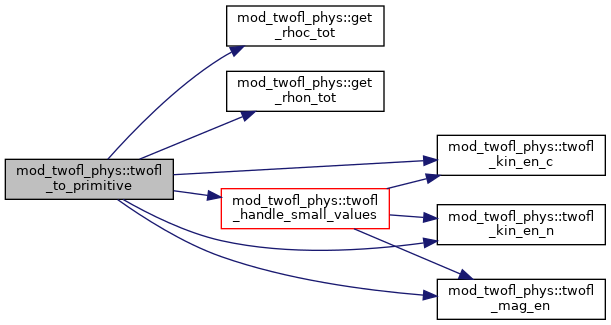 mod_twofl_phys::get
_rhoc_tot
mod_twofl_phys::get
_rhon_tot
mod_twofl_phys::twofl
_to_primitive
mod_twofl_phys::twofl
_handle_small_values
mod_twofl_phys::twofl
_kin_en_c
mod_twofl_phys::twofl
_kin_en_n
mod_twofl_phys::twofl
_mag_en